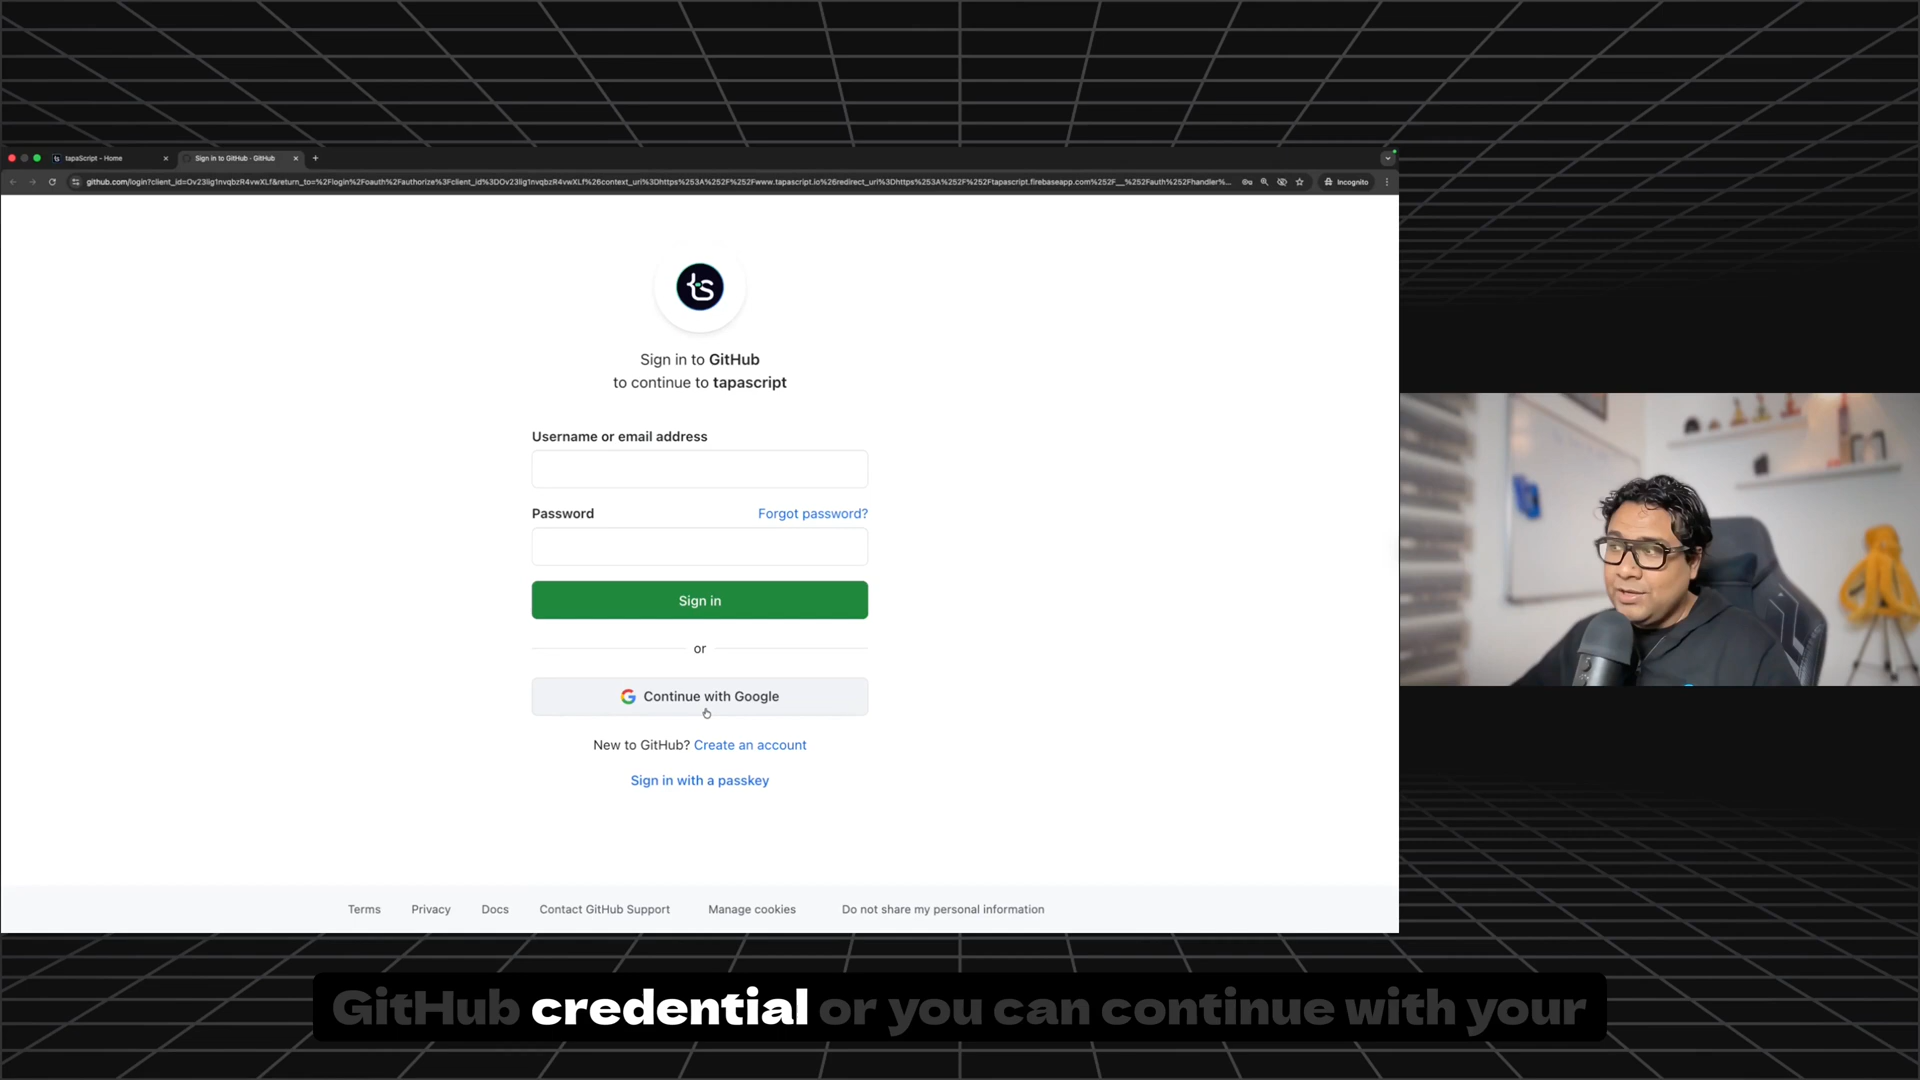 tapaScript - Home
Sign in to GitHub · GitHub
Incognito
ts
Sign in to GitHub
to continue to tapascript
Username or email address
Password
Forgot password?
Sign in
or
Continue with Google
New to GitHub? Create an account
Sign in with a passkey
Terms
Privacy
Docs
Contact GitHub Support
Manage cookies
Do not share my personal information
GitHub credential or you can continue with your